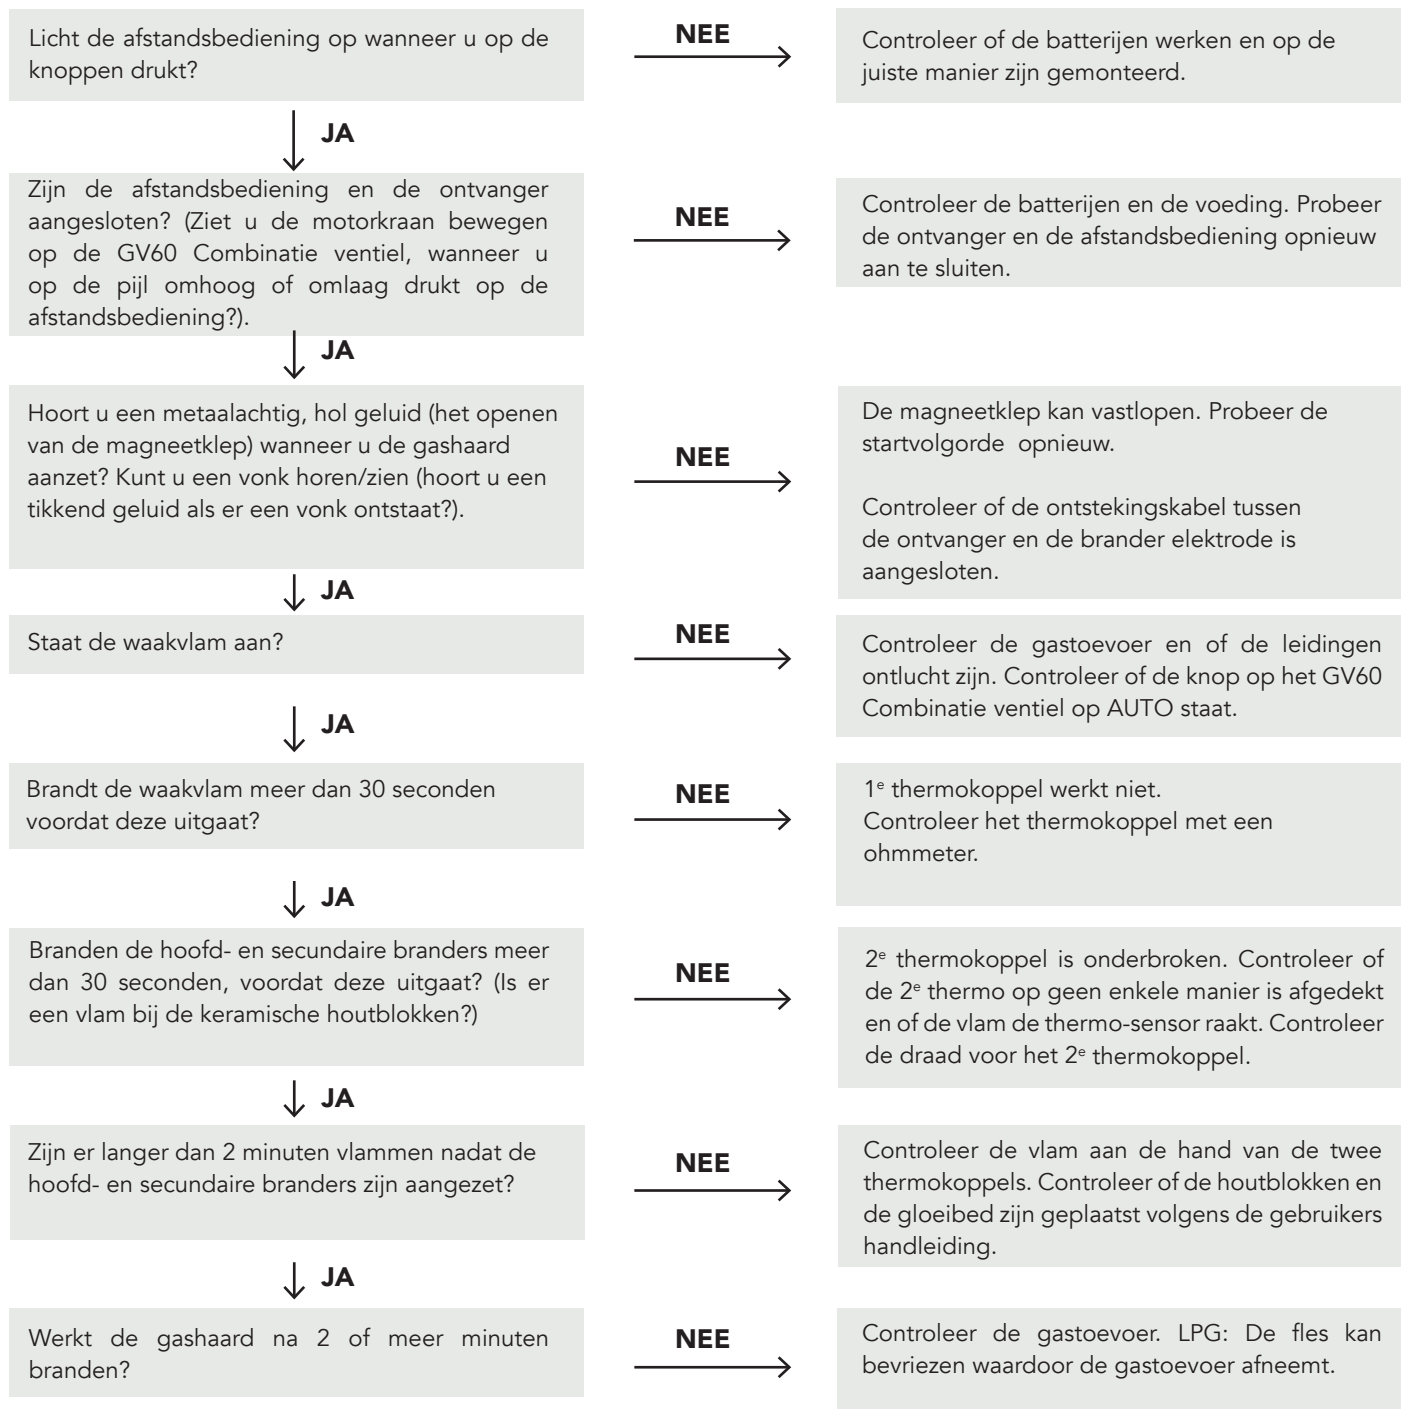 Licht de afstandsbediening op wanneer u op de
knoppen drukt?
NEE
Controleer of de batterijen werken en op de
juiste manier zijn gemonteerd.
JA
Zijn de afstandsbediening en de ontvanger
aangesloten? (Ziet u de motorkraan bewegen
op de GV60 Combinatie ventiel, wanneer u
op de pijl omhoog of omlaag drukt op de
afstandsbediening?).
NEE
Controleer de batterijen en de voeding. Probeer
de ontvanger en de afstandsbediening opnieuw
aan te sluiten.
JA
Hoort u een metaalachtig, hol geluid (het openen
van de magneetklep) wanneer u de gashaard
aanzet? Kunt u een vonk horen/zien (hoort u een
tikkend geluid als er een vonk ontstaat?).
NEE
De magneetklep kan vastlopen. Probeer de
startvolgorde opnieuw.
Controleer of de ontstekingskabel tussen
de ontvanger en de brander elektrode is
aangesloten.
JA
Staat de waakvlam aan?
NEE
Controleer de gastoevoer en of de leidingen
ontlucht zijn. Controleer of de knop op het GV60
Combinatie ventiel op AUTO staat.
JA
Brandt de waakvlam meer dan 30 seconden
voordat deze uitgaat?
NEE
1e thermokoppel werkt niet.
Controleer het thermokoppel met een
ohmmeter.
JA
Branden de hoofd- en secundaire branders meer
dan 30 seconden, voordat deze uitgaat? (Is er
een vlam bij de keramische houtblokken?)
NEE
2e thermokoppel is onderbroken. Controleer of
de 2e thermo op geen enkele manier is afgedekt
en of de vlam de thermo-sensor raakt. Controleer
de draad voor het 2e thermokoppel.
JA
Zijn er langer dan 2 minuten vlammen nadat de
hoofd- en secundaire branders zijn aangezet?
NEE
Controleer de vlam aan de hand van de twee
thermokoppels. Controleer of de houtblokken en
de gloeibed zijn geplaatst volgens de gebruikers
handleiding.
JA
Werkt de gashaard na 2 of meer minuten
branden?
NEE
Controleer de gastoevoer. LPG: De fles kan
bevriezen waardoor de gastoevoer afneemt.